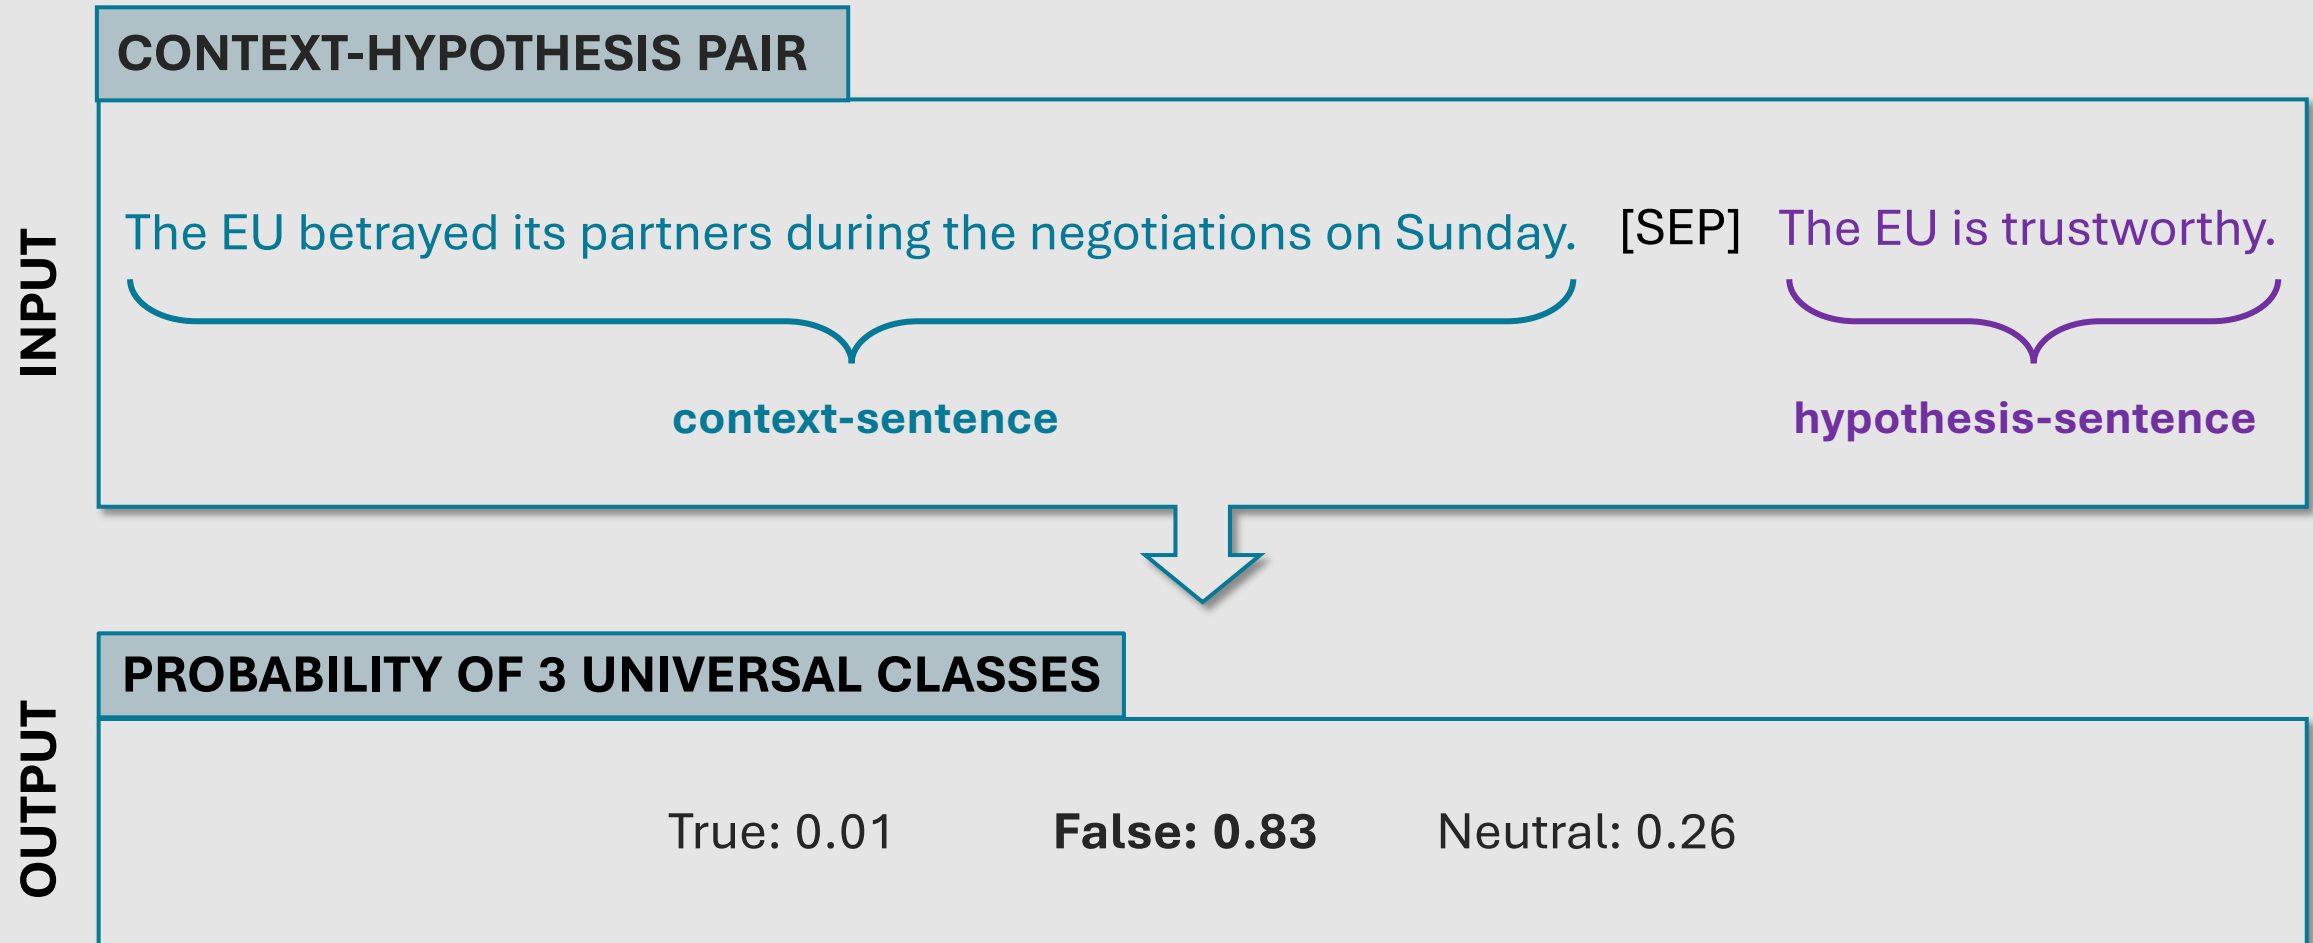 CONTEXT-HYPOTHESIS PAIR
INPUT
The EU betrayed its partners during the negotiations on Sunday. [SEP] The EU is trustworthy.
context-sentence hypothesis-sentence
PROBABILITY OF 3 UNIVERSAL CLASSES
OUTPUT
True: 0.01 False: 0.83 Neutral: 0.26